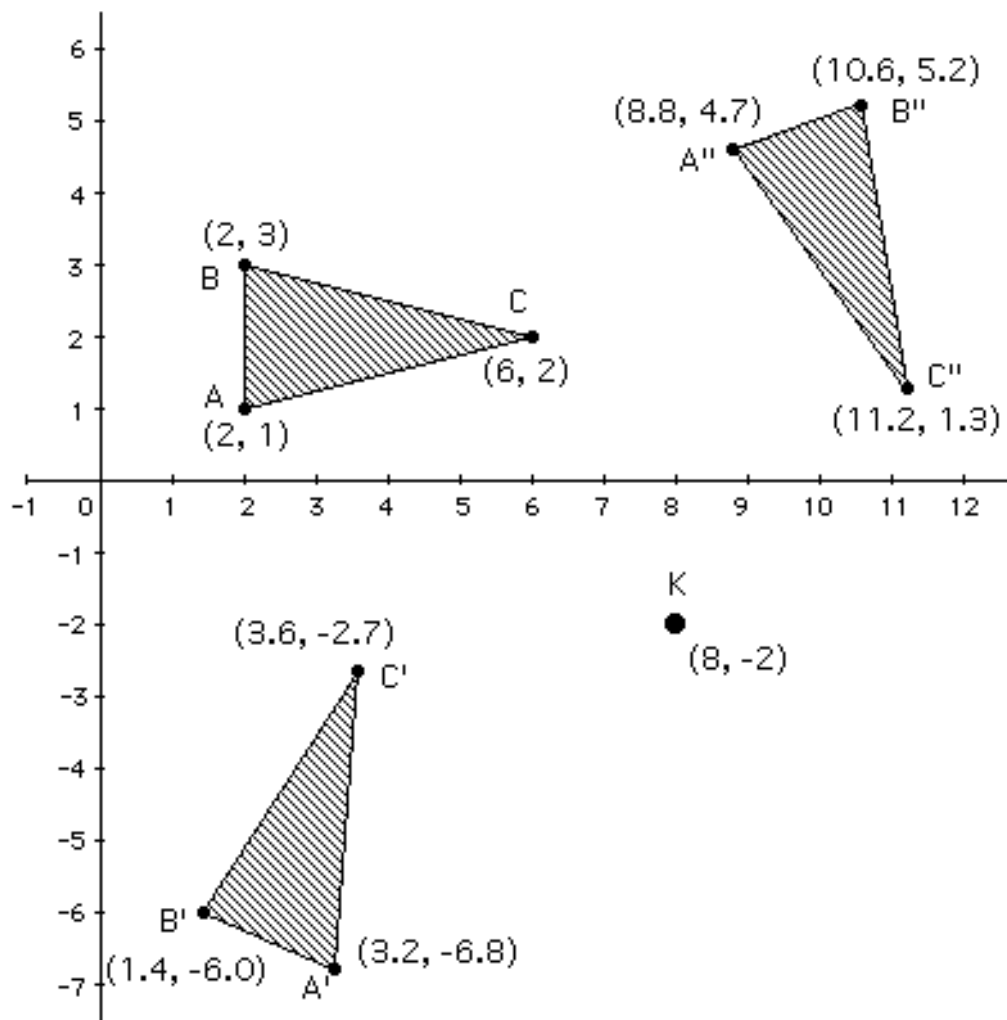 6
(10.6, 5.2)
(8.8, 4.7)
B"
5
A"
4
(2, 3)
3
B
C
2
(6, 2)
C"
A
1
(2, 1)
(11.2, 1.3)
-1 0 1 2 3 4 5 6 7 8 9 10 11 12
-1
K
-2
(3.6, -2.7)
(8, -2)
C'
-3
-4
-5
-6
B'
(1.4, -6.0)
(3.2, -6.8)
-7
A'